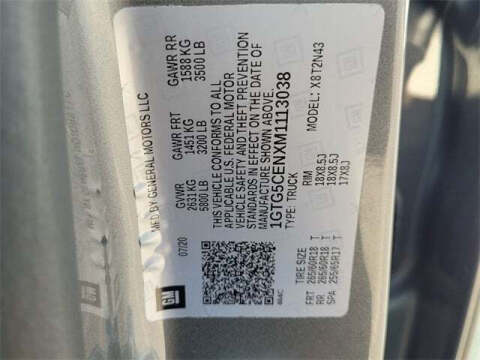 MFD BY GENERAL MOTORS LLC
07/20
GVWR
2631 KG
5800 LB
GAWR FRT
1451 KG
3200 LB
GAWR RR
1588 KG
3500 LB
THIS VEHICLE CONFORMS TO ALL
APPLICABLE U.S. FEDERAL MOTOR
VEHICLE SAFETY AND THEFT PREVENTION
STANDARDS IN EFFECT ON THE DATE OF
MANUFACTURE SHOWN ABOVE.
1GTG5CENXM1113038
TYPE: TRUCK
MODEL: X8T2N43
TIRE SIZE
RIM
FRT 265/60R18 T 18X8.5J
RR 265/60R18 T 18X8.5J
SPA 255/65R17 T 17X8J
GM